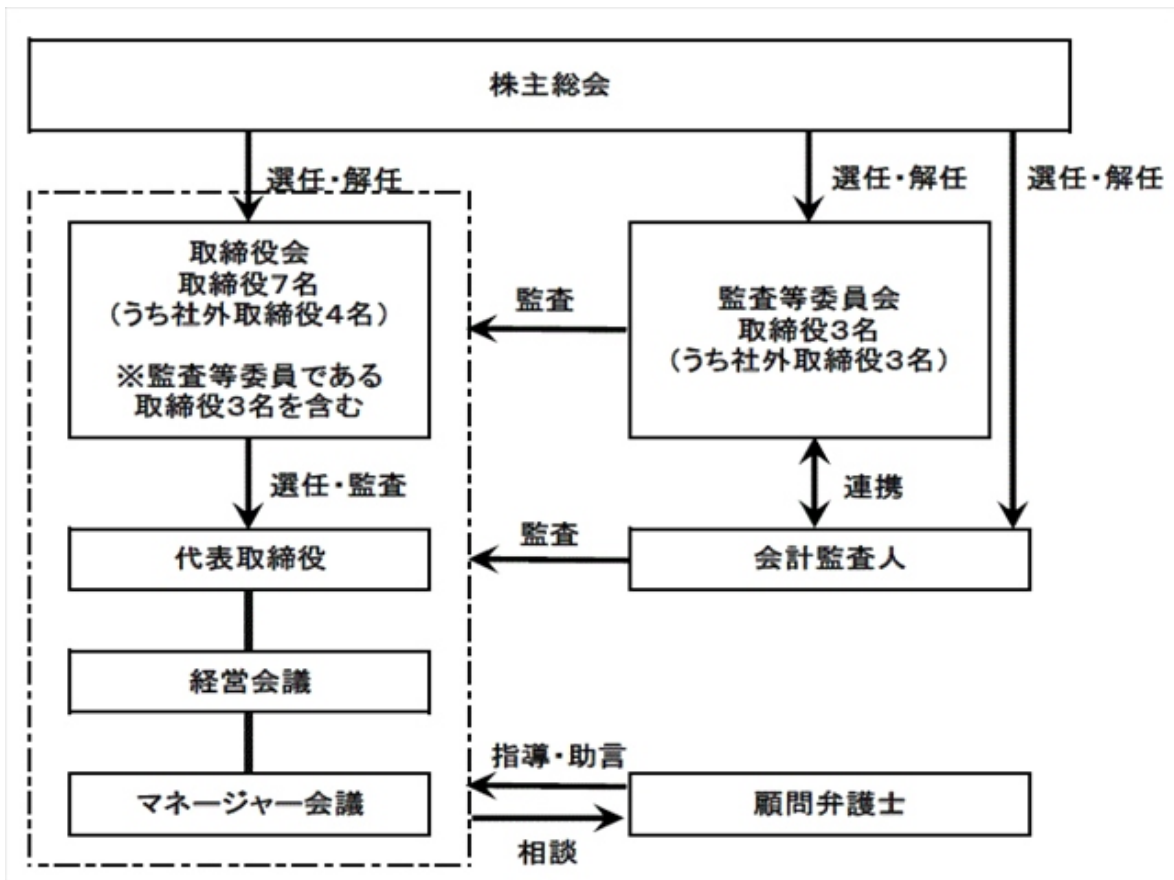 株主総会
選任・解任
選任・解任
選任・解任
取締役会
取締役7名
（うち社外取締役4名）
※監査等委員である
取締役3名を含む
監査
監査等委員会
取締役3名
（うち社外取締役3名）
選任・監査
連携
代表取締役
監査
会計監査人
経営会議
指導・助言
マネージャー会議
顧問弁護士
相談